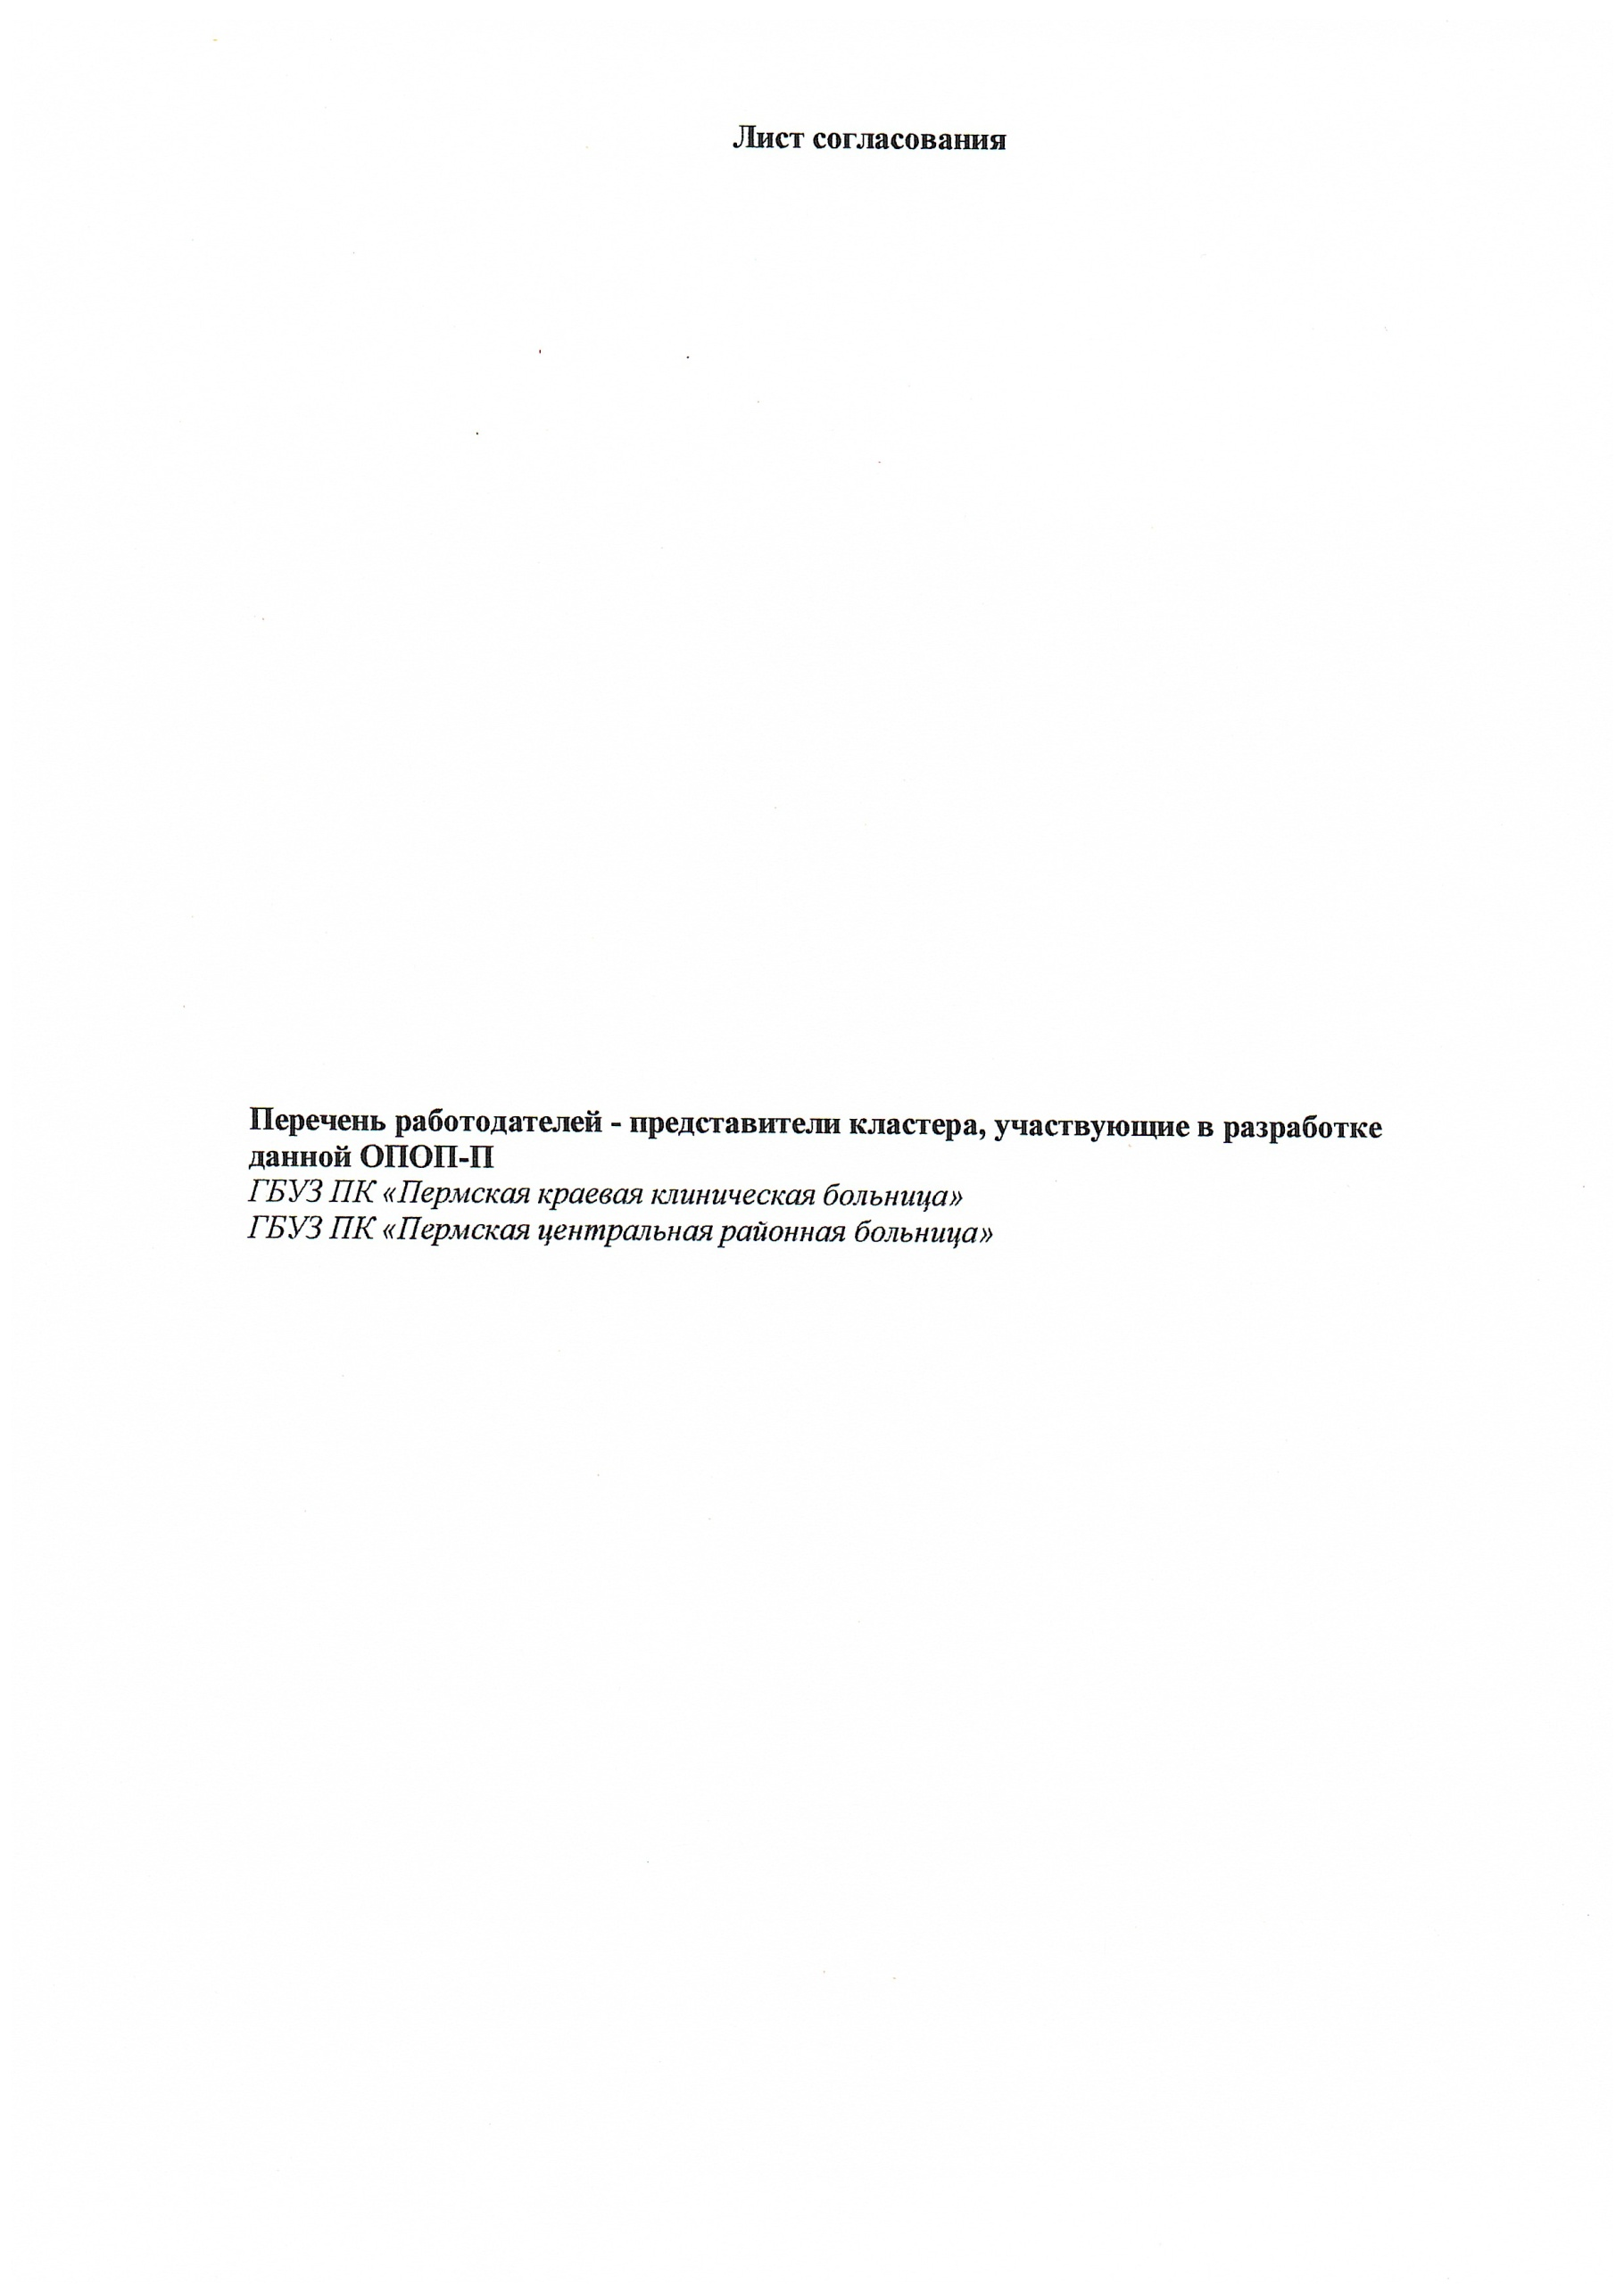 Лист согласования
Перечень работодателей - представители кластера, участвующие в разработке
данной ОПОП-П
ГБУЗ ПК «Пермская краевая клиническая больница»
ГБУЗ ПК «Пермская центральная районная больница»